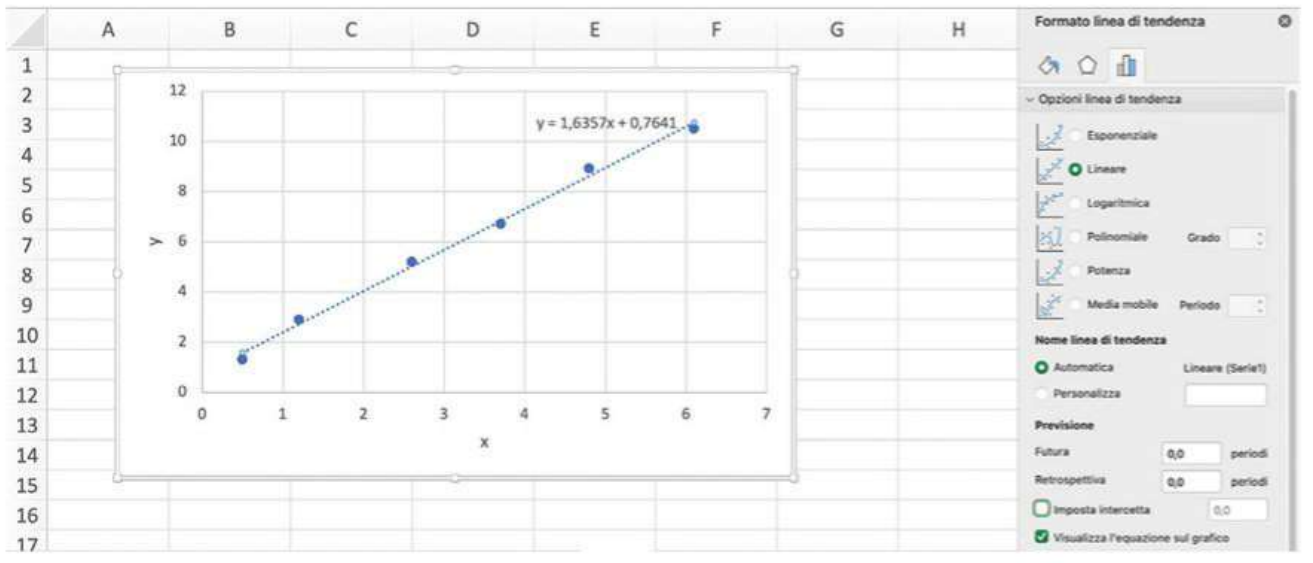 A B C D E F G H
1
2
3
4
5
6
7
8
9
10
11
12
13
14
15
16
17
12
10
8
6
4
2
0
y
y = 1,6357x + 0,7641
0 1 2 3 4 5 6 7
x
Formato linea di tendenza
Opzioni linea di tendenza
Esponenziale
Lineare
Logaritmica
Polinomiale Grado
Potenza
Media mobile Periodo
Nome linea di tendenza
Automatica Lineare (Serie1)
Personalizza
Previsione
Futura 0,0 periodi
Retrospettiva 0,0 periodi
Imposta intercetta 0,0
Visualizza l'equazione sul grafico